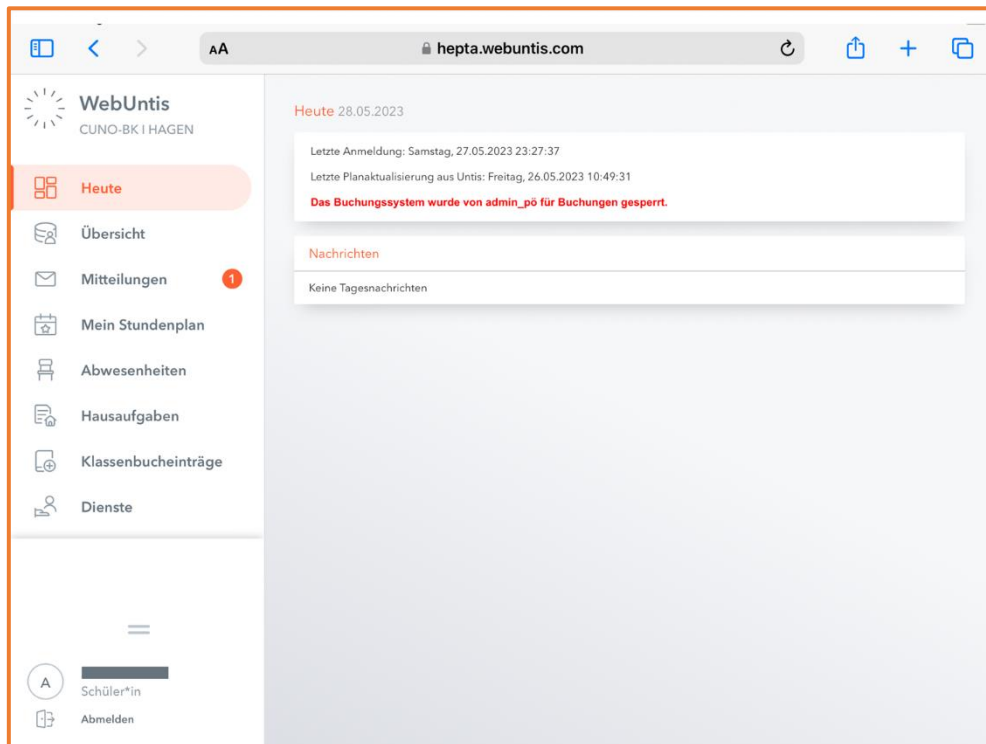 AA
hepta.webuntis.com
WebUntis
CUNO-BK I HAGEN
Heute
Übersicht
Mitteilungen 1
Mein Stundenplan
Abwesenheiten
Hausaufgaben
Klassenbucheinträge
Dienste
A
Schüler*in
Abmelden
Heute 28.05.2023
Letzte Anmeldung: Samstag, 27.05.2023 23:27:37
Letzte Planaktualisierung aus Untis: Freitag, 26.05.2023 10:49:31
Das Buchungssystem wurde von admin_pö für Buchungen gesperrt.
Nachrichten
Keine Tagesnachrichten